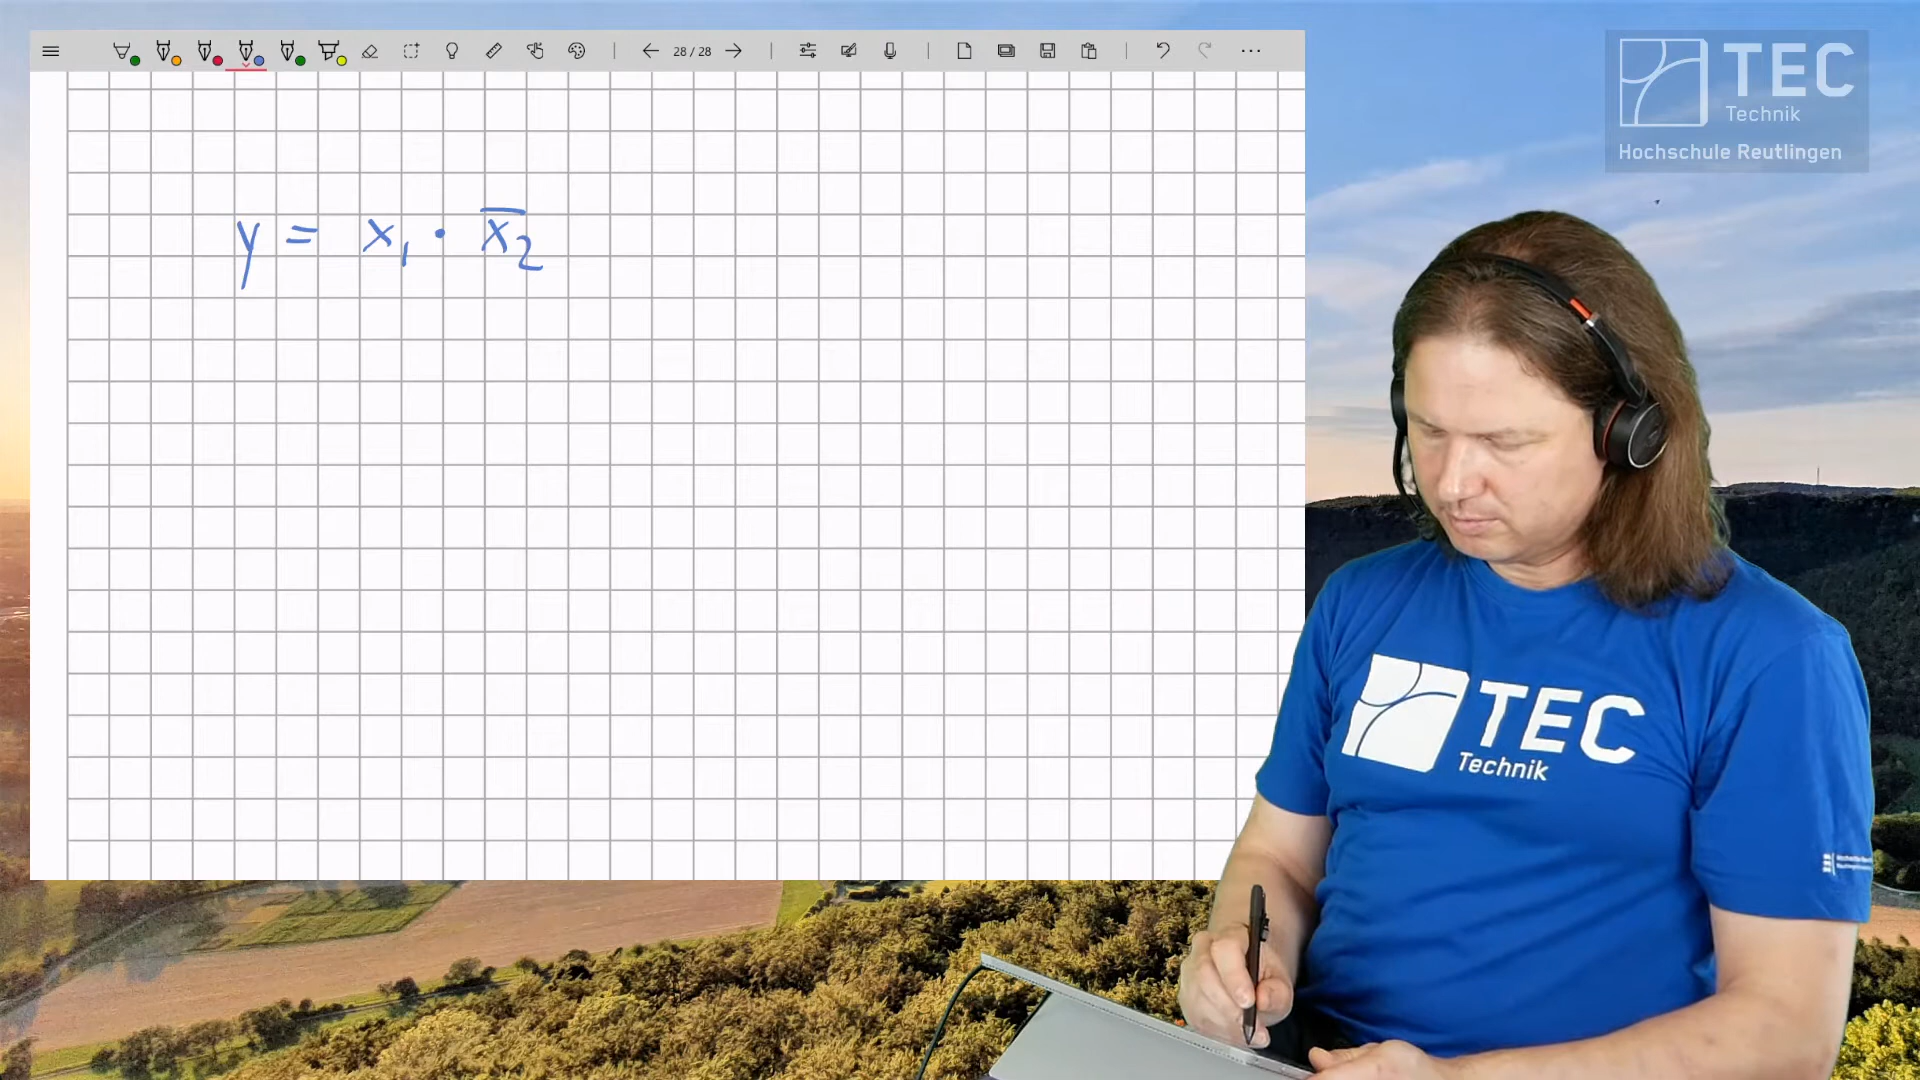 28 / 28
y = x₁ · x̅₂
TEC
Technik
Hochschule Reutlingen
TEC
Technik